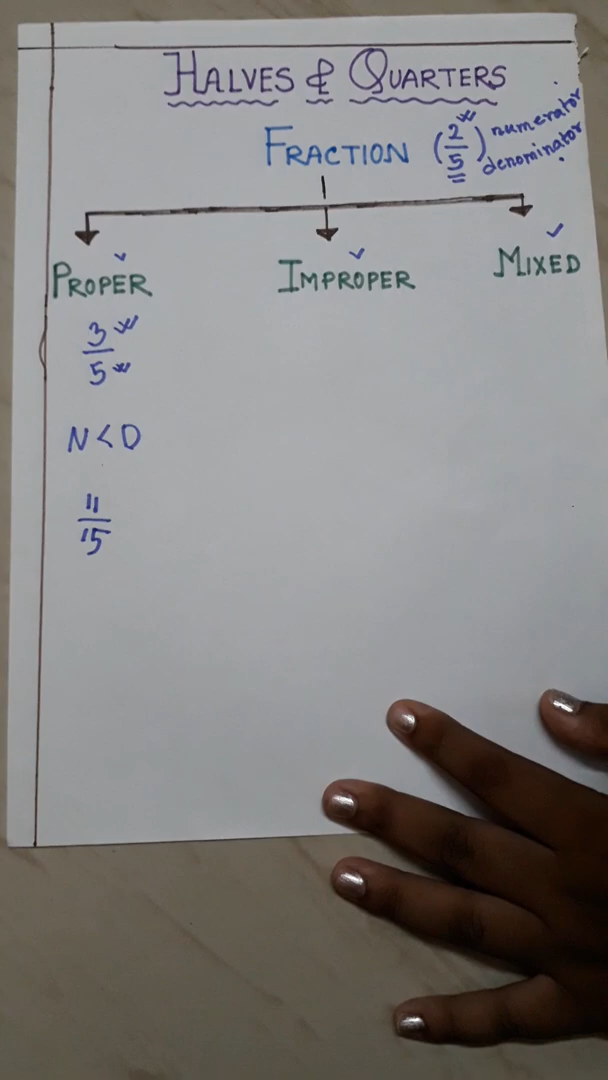 HALVES & QUARTERS
FRACTION (2/5) numerator denominator
PROPER IMPROPER MIXED
3/5
N<D
11/15